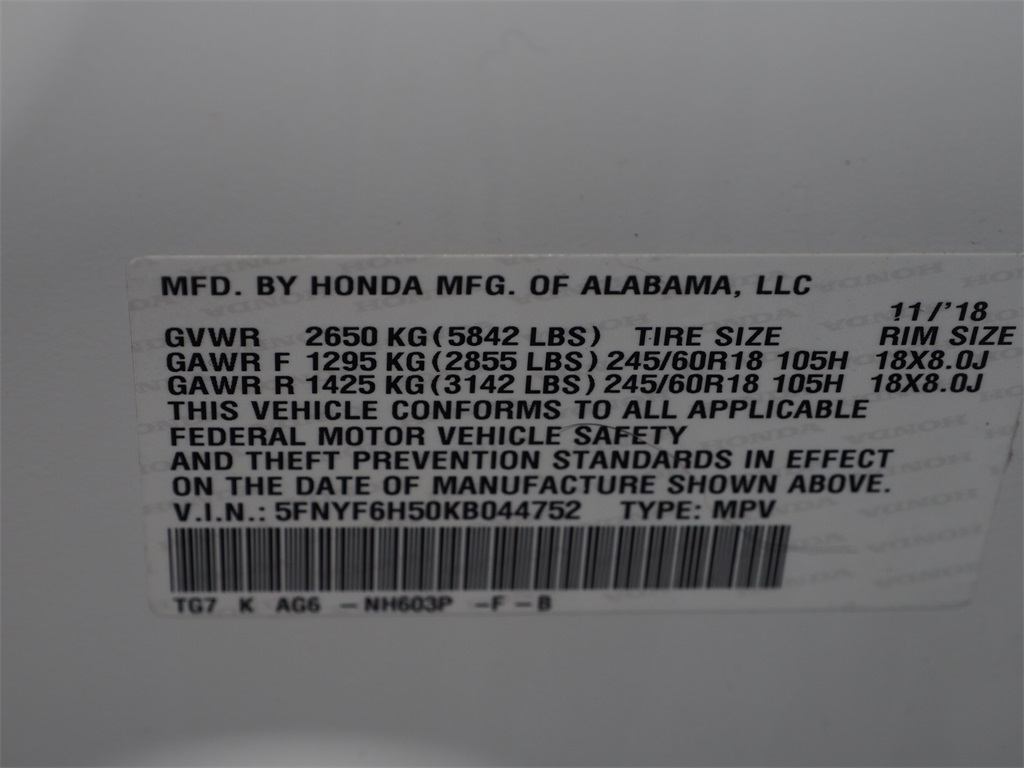 MFD. BY HONDA MFG. OF ALABAMA, LLC
11/'18
GVWR 2650 KG (5842 LBS) TIRE SIZE RIM SIZE
GAWR F 1295 KG (2855 LBS) 245/60R18 105H 18X8.0J
GAWR R 1425 KG (3142 LBS) 245/60R18 105H 18X8.0J
THIS VEHICLE CONFORMS TO ALL APPLICABLE
FEDERAL MOTOR VEHICLE SAFETY
AND THEFT PREVENTION STANDARDS IN EFFECT
ON THE DATE OF MANUFACTURE SHOWN ABOVE.
V.I.N.: 5FNYF6H50KB044752 TYPE: MPV
TG7 K AG6 -NH603P -F-B